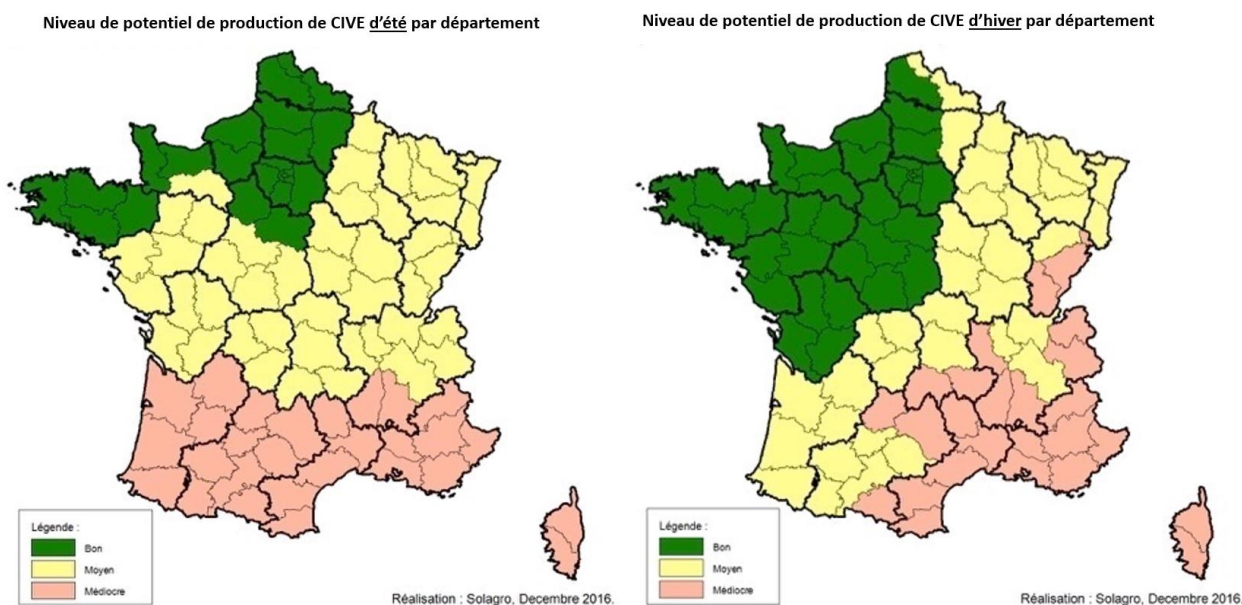 Niveau de potentiel de production de CIVE d'été par département
Niveau de potentiel de production de CIVE d'hiver par département
Légende :
Bon
Moyen
Médiocre
Réalisation : Solagro, Decembre 2016.
Légende :
Bon
Moyen
Médiocre
Réalisation : Solagro, Decembre 2016.